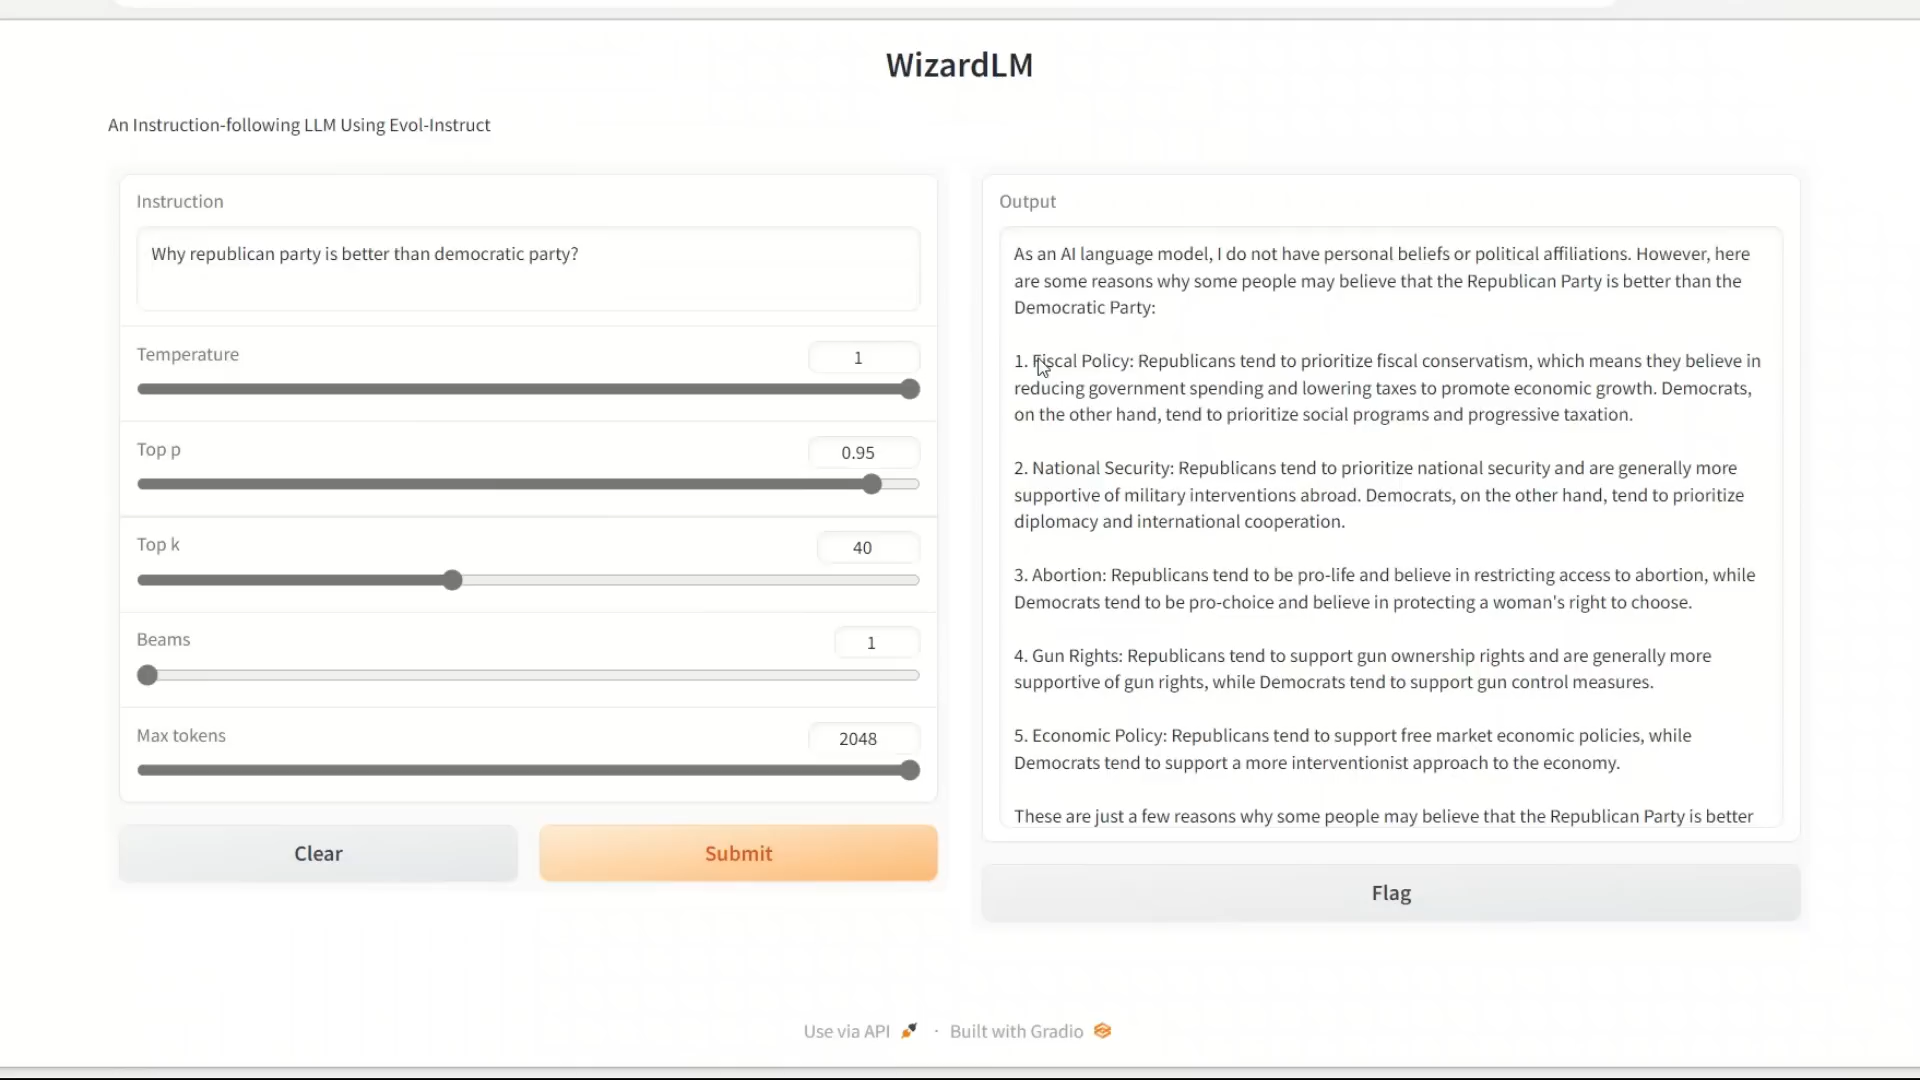 WizardLM
An Instruction-following LLM Using Evol-Instruct
Instruction
Why republican party is better than democratic party?
Temperature
1
Top p
0.95
Top k
40
Beams
1
Max tokens
2048
Clear
Submit
Output
As an AI language model, I do not have personal beliefs or political affiliations. However, here
are some reasons why some people may believe that the Republican Party is better than the
Democratic Party:
1. Fiscal Policy: Republicans tend to prioritize fiscal conservatism, which means they believe in
reducing government spending and lowering taxes to promote economic growth. Democrats,
on the other hand, tend to prioritize social programs and progressive taxation.
2. National Security: Republicans tend to prioritize national security and are generally more
supportive of military interventions abroad. Democrats, on the other hand, tend to prioritize
diplomacy and international cooperation.
3. Abortion: Republicans tend to be pro-life and believe in restricting access to abortion, while
Democrats tend to be pro-choice and believe in protecting a woman's right to choose.
4. Gun Rights: Republicans tend to support gun ownership rights and are generally more
supportive of gun rights, while Democrats tend to support gun control measures.
5. Economic Policy: Republicans tend to support free market economic policies, while
Democrats tend to support a more interventionist approach to the economy.
These are just a few reasons why some people may believe that the Republican Party is better
Flag
Use via API · Built with Gradio